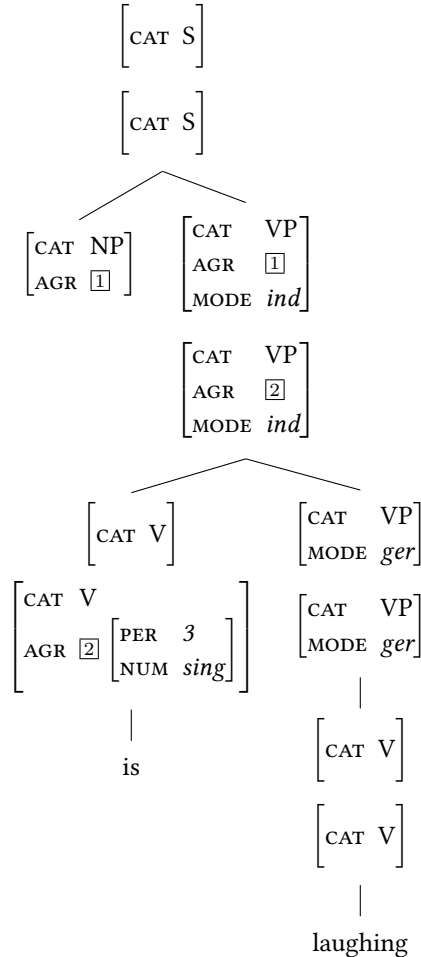 CAT S
CAT S
CAT NP
AGR 1
CAT VP
AGR 1
MODE ind
CAT VP
AGR 2
MODE ind
CAT V
CAT VP
MODE ger
CAT V
AGR 2 PER 3
NUM sing
CAT VP
MODE ger
is
CAT V
CAT V
laughing